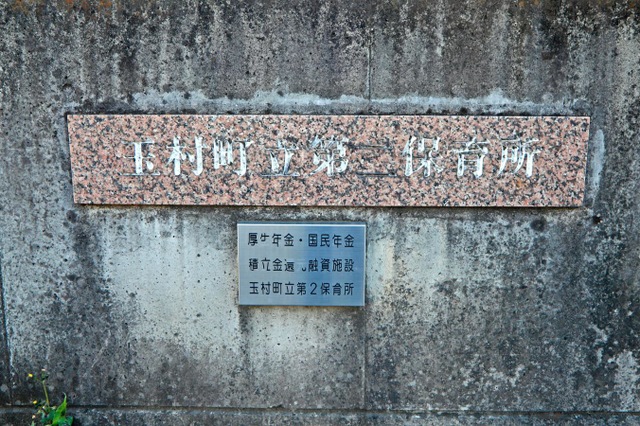 玉村町立第二保育所
厚生年金・国民年金
積立金還元融資施設
玉村町立第2保育所